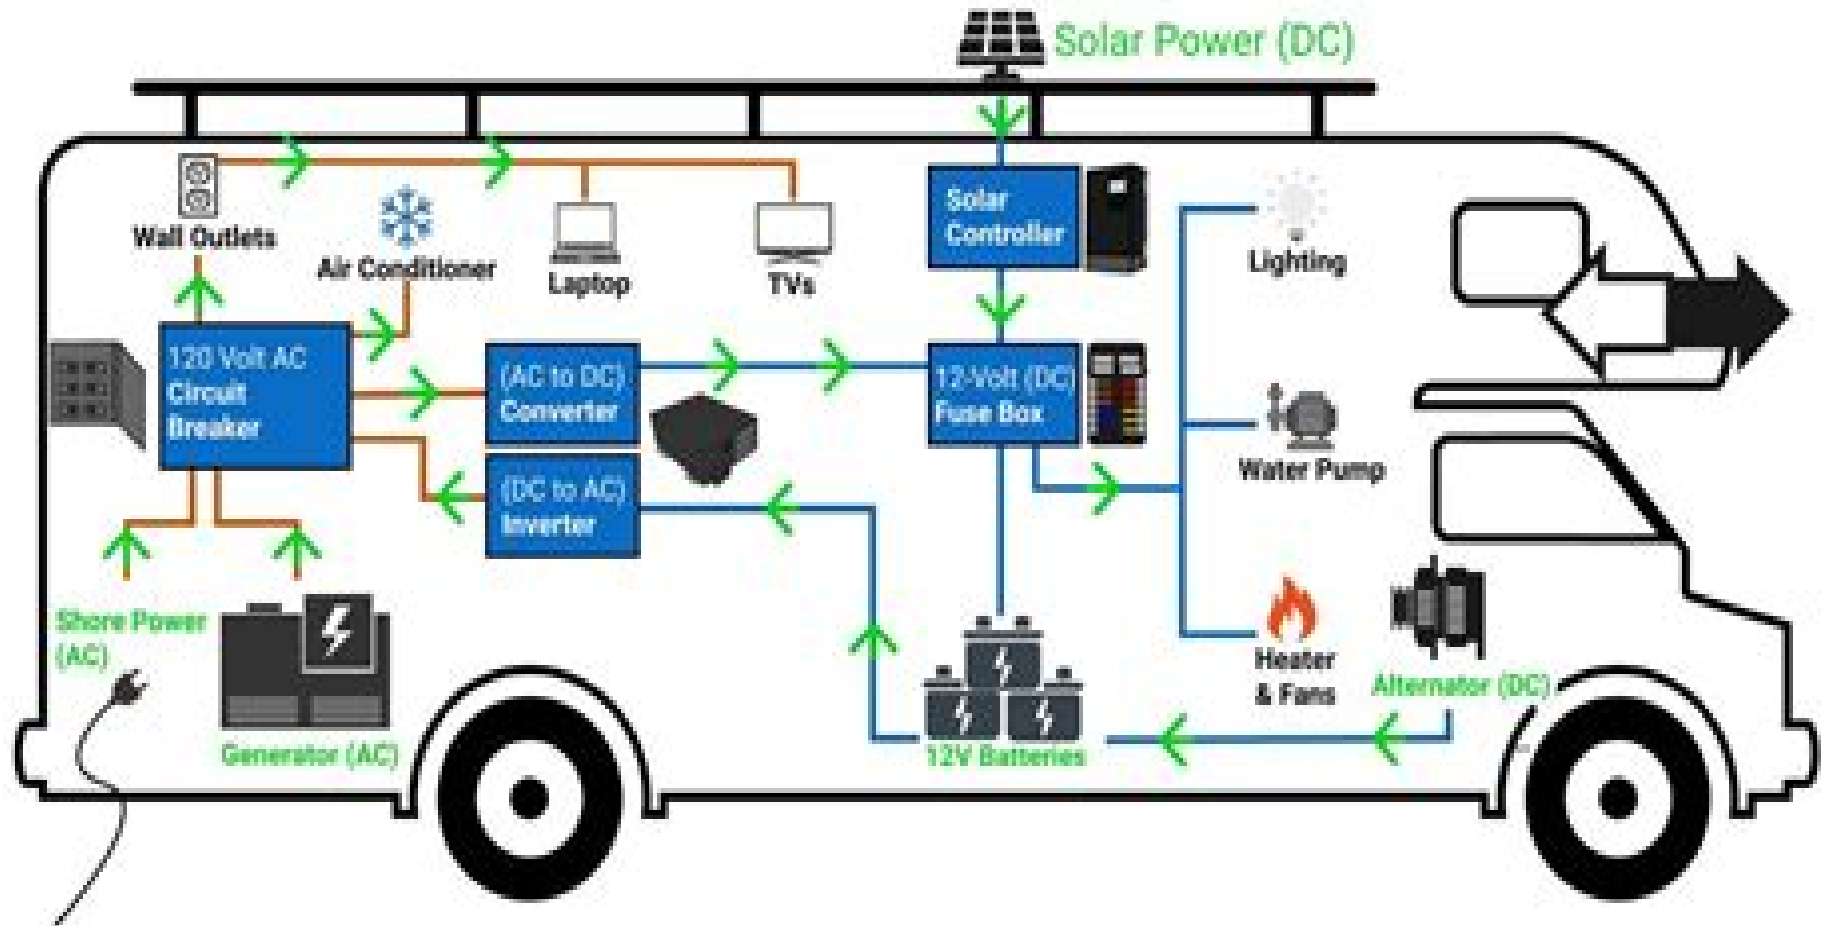 Solar Power (DC)
Wall Outlets
Air Conditioner
Laptop
TVs
Solar
Controller
Lighting
120 Volt AC
Circuit
Breaker
(AC to DC)
Converter
12-Volt (DC)
Fuse Box
Water Pump
(DC to AC)
Inverter
Shore Power
(AC)
Generator (AC)
12V Batteries
Heater
& Fans
Alternator (DC)